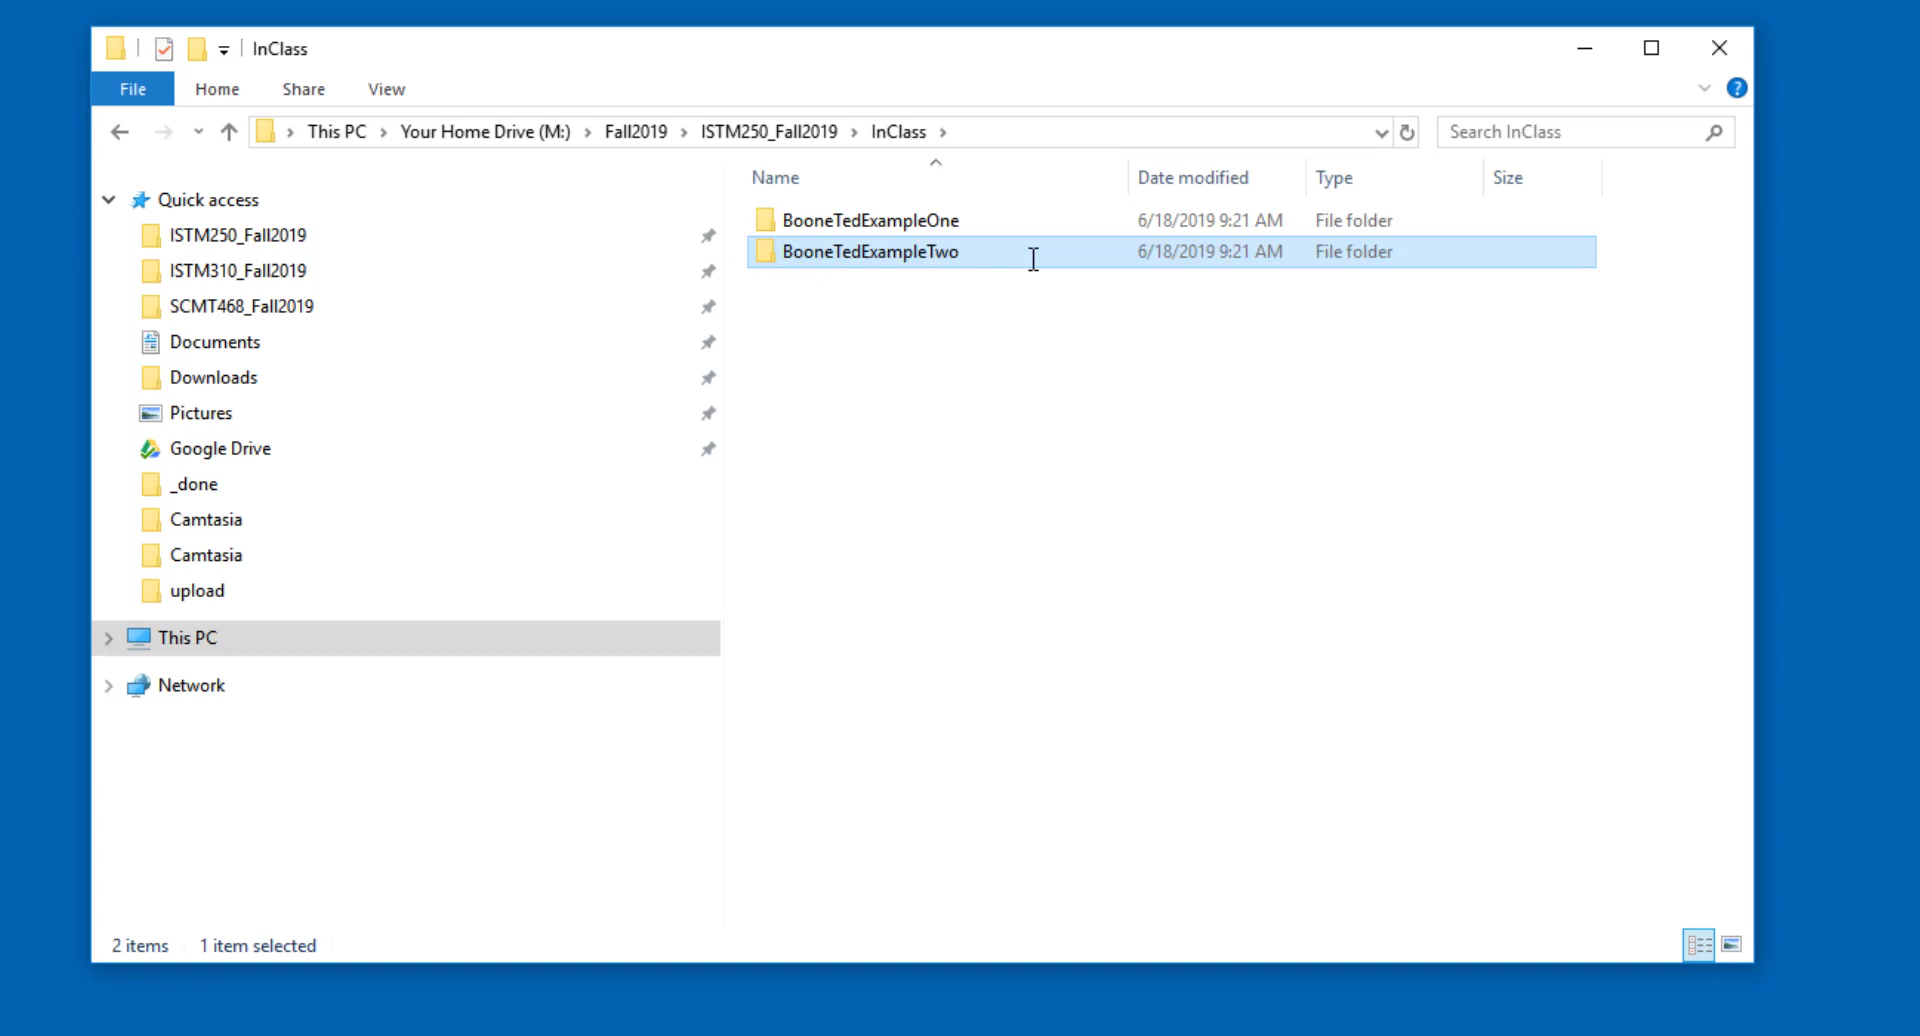 InClass
File Home Share View ?
This PC Your Home Drive (M:) Fall2019 ISTM250_Fall2019 InClass Search InClass
Name Date modified Type Size
Quick access
ISTM250_Fall2019
ISTM310_Fall2019
SCMT468_Fall2019
Documents
Downloads
Pictures
Google Drive
_done
Camtasia
Camtasia
upload
This PC
Network
BooneTedExampleOne 6/18/2019 9:21 AM File folder
BooneTedExampleTwo 6/18/2019 9:21 AM File folder
2 items 1 item selected